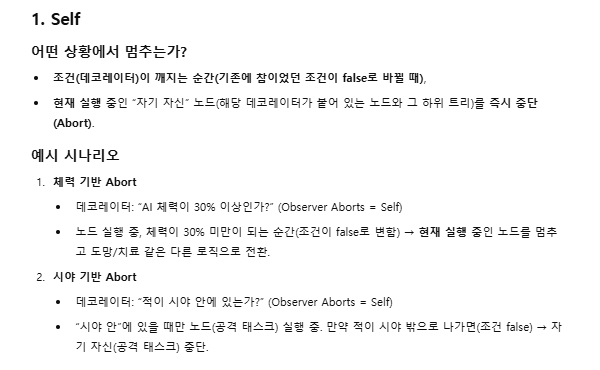 1. Self
어떤 상황에서 멈추는가?
• 조건(데코레이터)이 깨지는 순간(기존에 참이었던 조건이 false로 바뀔 때),
• 현재 실행 중인 “자기 자신” 노드(해당 데코레이터가 붙어 있는 노드와 그 하위 트리)를 즉시 중단
(Abort).
예시 시나리오
1. 체력 기반 Abort
• 데코레이터: “AI 체력이 30% 이상인가?” (Observer Aborts = Self)
• 노드 실행 중, 체력이 30% 미만이 되는 순간(조건이 false로 변함) → 현재 실행 중인 노드를 멈추
고 도망/치료 같은 다른 로직으로 전환.
2. 시야 기반 Abort
• 데코레이터: “적이 시야 안에 있는가?” (Observer Aborts = Self)
• “시야 안”에 있을 때만 노드(공격 태스크) 실행 중. 만약 적이 시야 밖으로 나가면(조건 false) → 자
기 자신(공격 태스크) 중단.